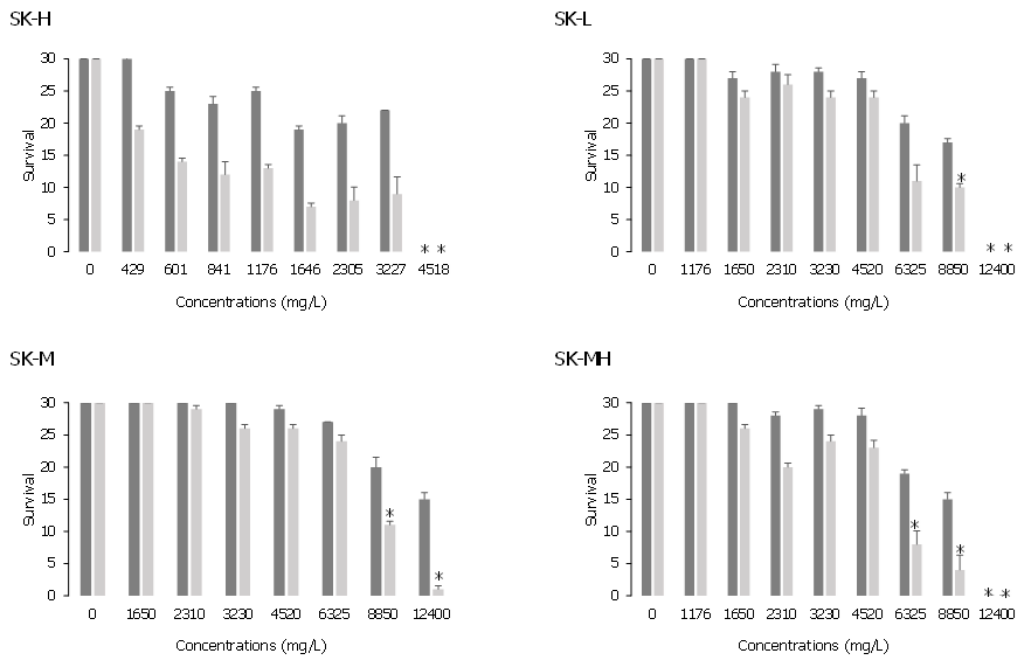 SK-H
30
25
20
15
10
5
0
Survival
* *
0 429 601 841 1176 1646 2305 3227 4518
Concentrations (mg/L)
SK-L
30
25
20
15
10
5
0
Survival
*
* *
0 1176 1650 2310 3230 4520 6325 8850 12400
Concentrations (mg/L)
SK-M
30
25
20
15
10
5
0
Survival
*
*
0 1650 2310 3230 4520 6325 8850 12400
Concentrations (mg/L)
SK-MH
30
25
20
15
10
5
0
Survival
*
*
* *
0 1176 1650 2310 3230 4520 6325 8850 12400
Concentrations (mg/L)